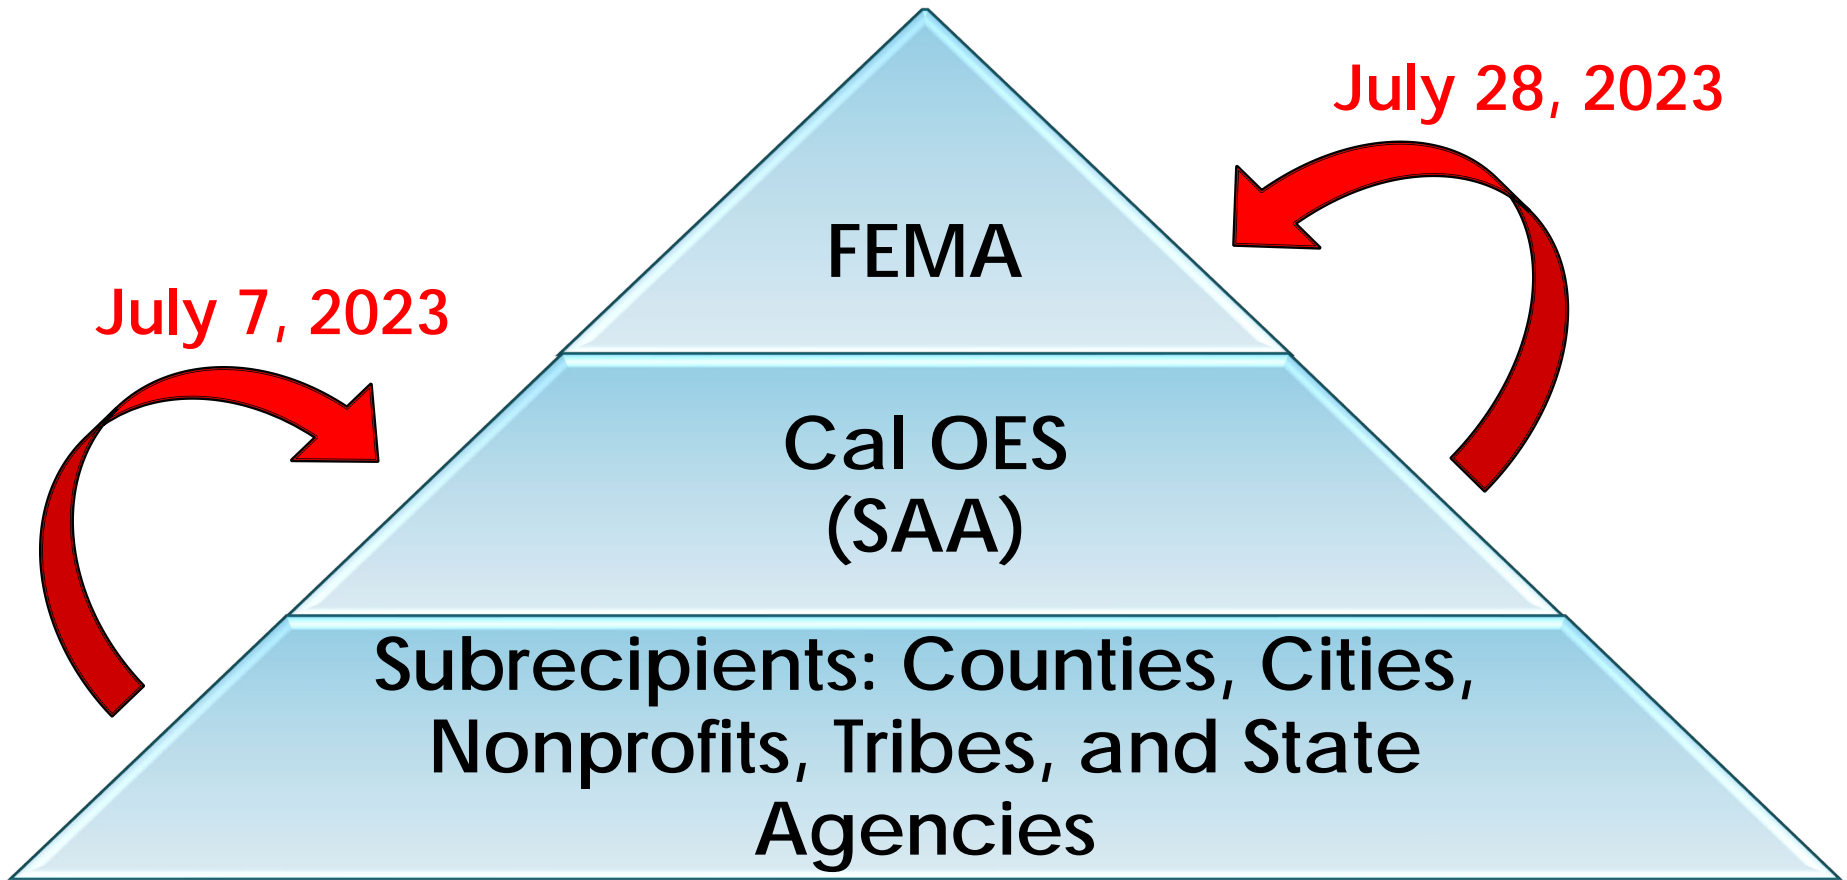 July 28, 2023
FEMA
July 7, 2023
Cal OES
(SAA)
Subrecipients: Counties, Cities,
Nonprofits, Tribes, and State
Agencies